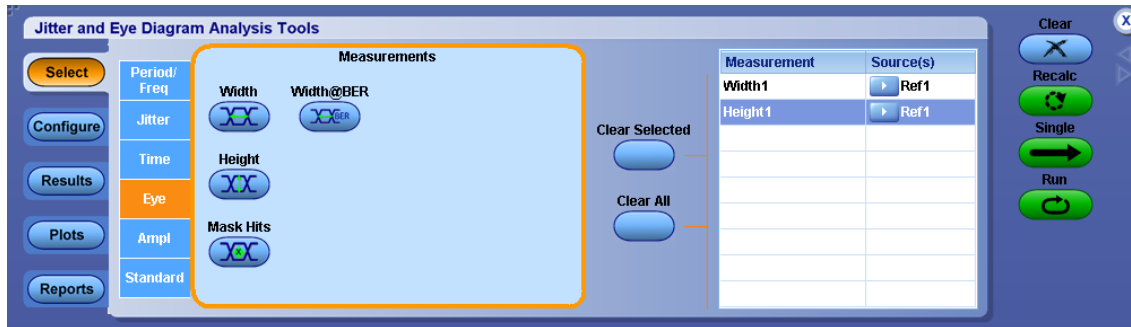 Jitter and Eye Diagram Analysis Tools
Select
Configure
Results
Plots
Reports
Period/
Freq
Jitter
Time
Eye
Ampl
Standard
Measurements
Width
Width@BER
BER
Height
Mask Hits
Clear Selected
Clear All
Measurement Source(s)
Width1 Ref1
Height1 Ref1
Clear
X
Recalc
Single
Run